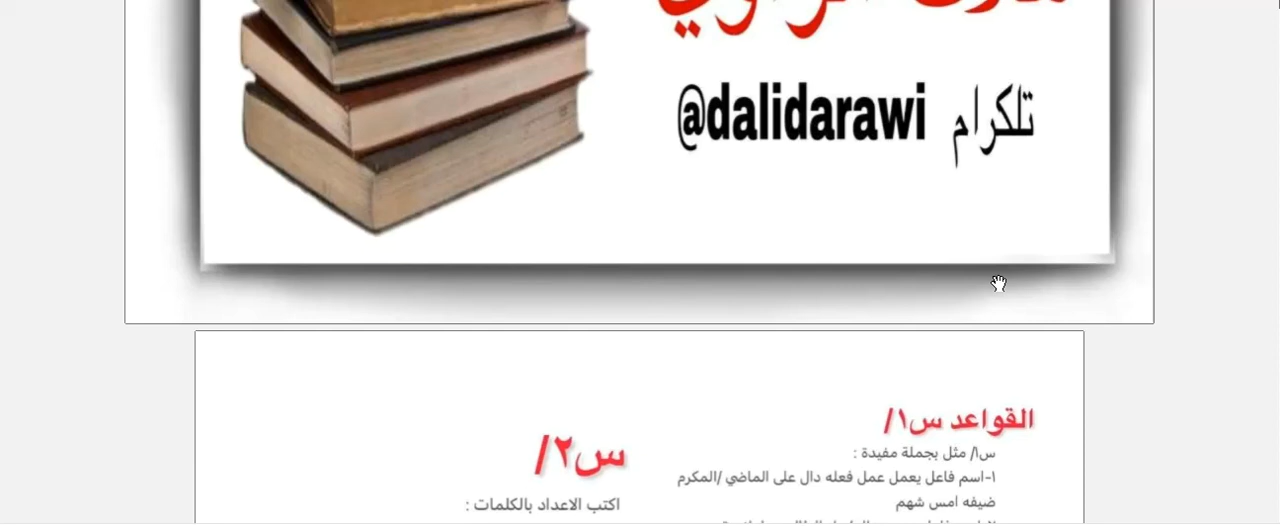 تلكرام @dalidarawi
القواعد س١/
س١/ مثل بجملة مفيدة :
١-اسم فاعل يعمل عمل فعله دال على الماضي /المكرم
ضيفه امس شهم
س٢/
اكتب الاعداد بالكلمات :